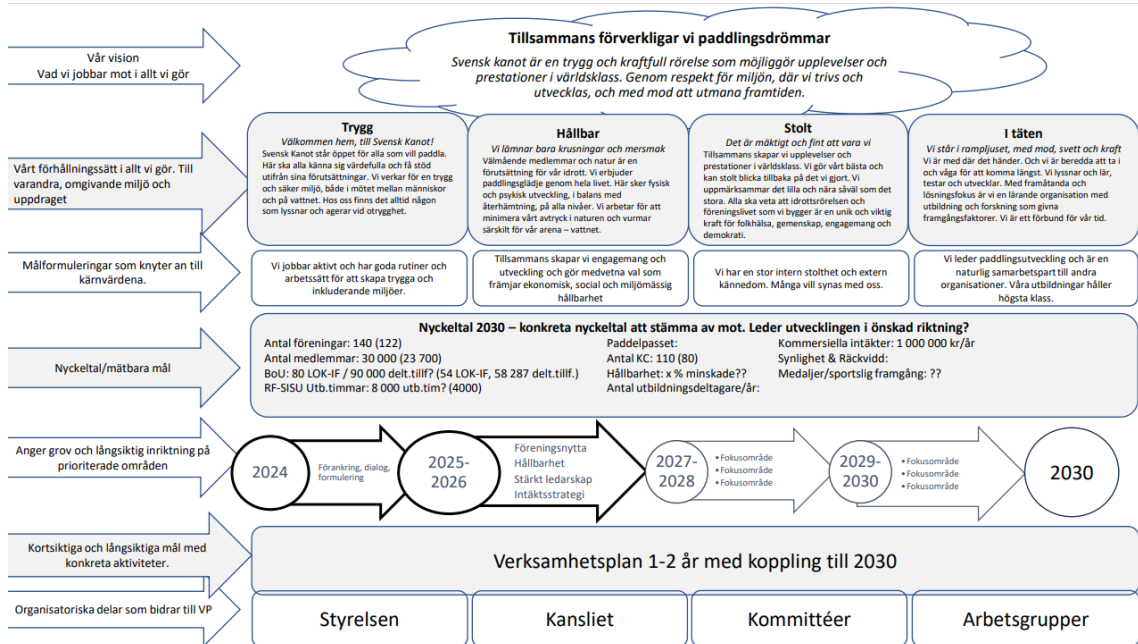 Vår vision
Vad vi jobbar mot i allt vi gör
Tillsammans förverkligar vi paddlingsdrömmar
Svensk kanot är en trygg och kraftfull rörelse som möjliggör upplevelser och
prestationer i världsklass. Genom respekt för miljön, där vi trivs och
utvecklas, och med mod att utmana framtiden.
Vårt förhållningssätt i allt vi gör. Till
varandra, omgivande miljö och
uppdraget
Trygg
Välkommen hem, till Svensk Kanot!
Svensk Kanot står öppet för alla som vill paddla.
Här ska alla känna sig värdefulla och få stöd
utifrån sina förutsättningar. Vi verkar för en trygg
och säker miljö, både i mötet mellan människor
och på vattnet. Hos oss finns det alltid någon
som lyssnar och agerar vid otrygghet.
Hållbar
Vi lämnar bara krusningar och mersmak
Välmående medlemmar och natur är en
förutsättning för vår idrott. Vi erbjuder
paddlingsglädje genom hela livet. Här sker fysisk
och psykisk utveckling, i balans med
återhämtning, på alla nivåer. Vi arbetar för att
minimera vårt avtryck i naturen och vurmar
särskilt för vår arena – vattnet.
Stolt
Det är mäktigt och fint att vara vi
Tillsammans skapar vi upplevelser och
prestationer i världsklass. Vi gör vårt bästa och
kan stolt blicka tillbaka på det vi gjort. Vi
uppmärksammar det lilla och nära såväl som det
stora. Alla ska veta att idrottsrörelsen och
föreningslivet som vi bygger är en unik och viktig
kraft för folkhälsa, gemenskap, engagemang och
demokrati.
I täten
Vi står i rampljuset, med mod, svett och kraft
Vi är med där det händer. Och vi är beredda att ta i
och våga för att komma längst. Vi lyssnar och lär,
testar och utvecklar. Med framåtanda och
lösningsfokus är vi en lärande organisation med
utbildning och forskning som givna
framgångsfaktorer. Vi är ett förbund för vår tid.
Målformuleringar som knyter an till
kärnvärdena.
Vi jobbar aktivt och har goda rutiner och
arbetssätt för att skapa trygga och
inkluderande miljöer.
Tillsammans skapar vi engagemang och
utveckling och gör medvetna val som
främjar ekonomisk, social och miljömässig
hållbarhet
Vi har en stor intern stolthet och extern
kännedom. Många vill synas med oss.
Vi leder paddlingsutveckling och är en
naturlig samarbetspart till andra
organisationer. Våra utbildningar håller
högsta klass.
Nyckeltal/mätbara mål
Nyckeltal 2030 – konkreta nyckeltal att stämma av mot. Leder utvecklingen i önskad riktning?
Antal föreningar: 140 (122)
Antal medlemmar: 30 000 (23 700)
BoU: 80 LOK-IF / 90 000 delt.tillf? (54 LOK-IF, 58 287 delt.tillf.)
RF-SISU Utb.timmar: 8 000 utb.tim? (4000)
Paddelpasset:
Antal KC: 110 (80)
Hållbarhet: x % minskade??
Antal utbildningsdeltagare/år:
Kommersiella intäkter: 1 000 000 kr/år
Synlighet & Räckvidd:
Medaljer/sportslig framgång: ??
Anger grov och långsiktig inriktning på
prioriterade områden
2024
Förankring, dialog,
formulering
2025-
2026
Föreningsnytta
Hållbarhet
Stärkt ledarskap
Intäktsstrategi
2027-
2028
• Fokusområde
• Fokusområde
• Fokusområde
2029-
2030
• Fokusområde
• Fokusområde
• Fokusområde
2030
Kortsiktiga och långsiktiga mål med
konkreta aktiviteter.
Verksamhetsplan 1-2 år med koppling till 2030
Organisatoriska delar som bidrar till VP
Styrelsen
Kansliet
Kommittéer
Arbetsgrupper